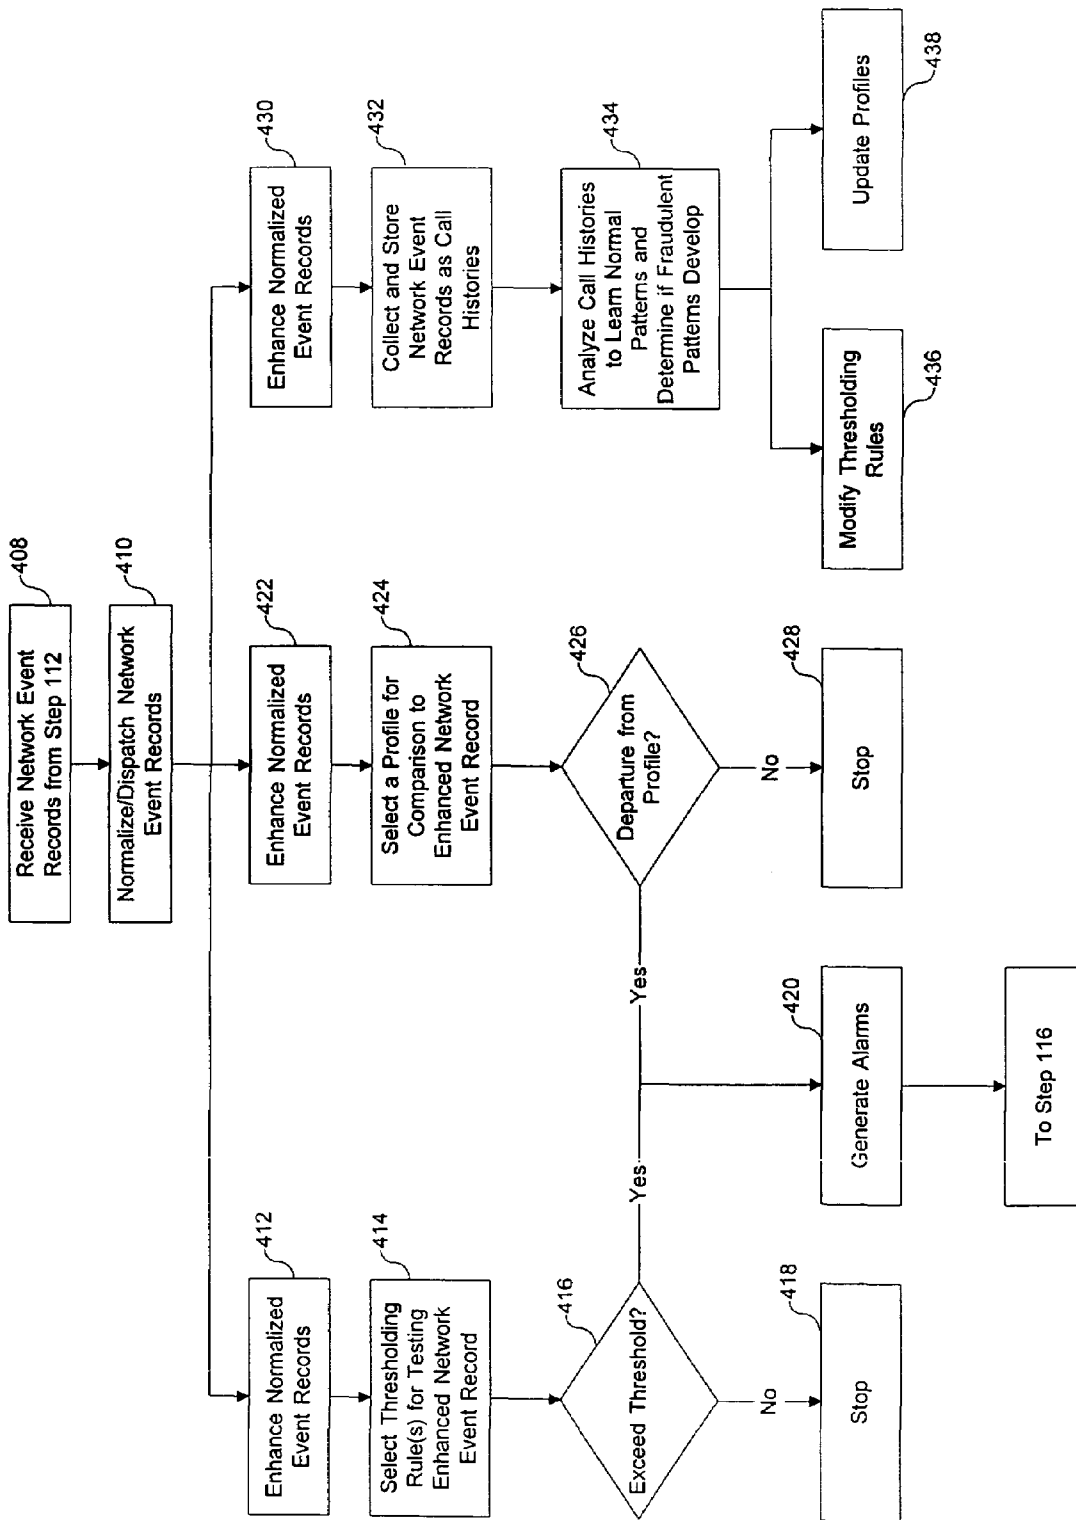 Receive Network Event
Records from Step 112
408
Normalize/Dispatch Network
Event Records
410
Enhance Normalized
Event Records
412
Select Thresholding
Rule(s) for Testing
Enhanced Network
Event Record
414
Exceed Threshold?
416
Yes
No
Stop
418
Enhance Normalized
Event Records
422
Select a Profile for
Comparison to
Enhanced Network
Event Record
424
Departure from
Profile?
426
Yes
No
Stop
428
Generate Alarms
420
To Step 116
Enhance Normalized
Event Records
430
Collect and Store
Network Event
Records as Call
Histories
432
Analyze Call Histories
to Learn Normal
Patterns and
Determine if Fraudulent
Patterns Develop
434
Modify Thresholding
Rules
436
Update Profiles
438